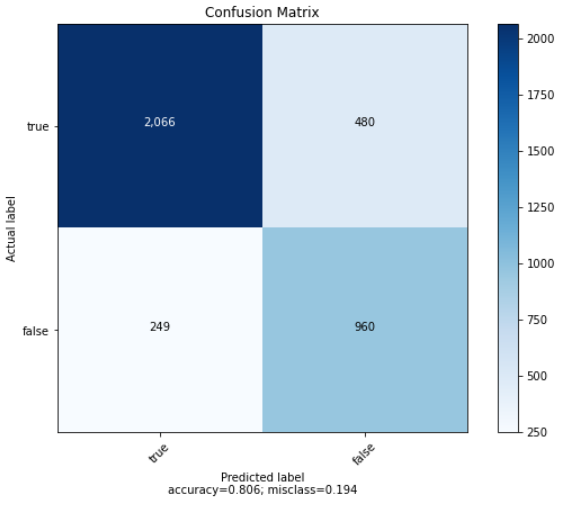 Confusion Matrix
true
2,066
480
false
249
960
Actual label
true
false
Predicted label
accuracy=0.806; misclass=0.194
2000
1750
1500
1250
1000
750
500
250